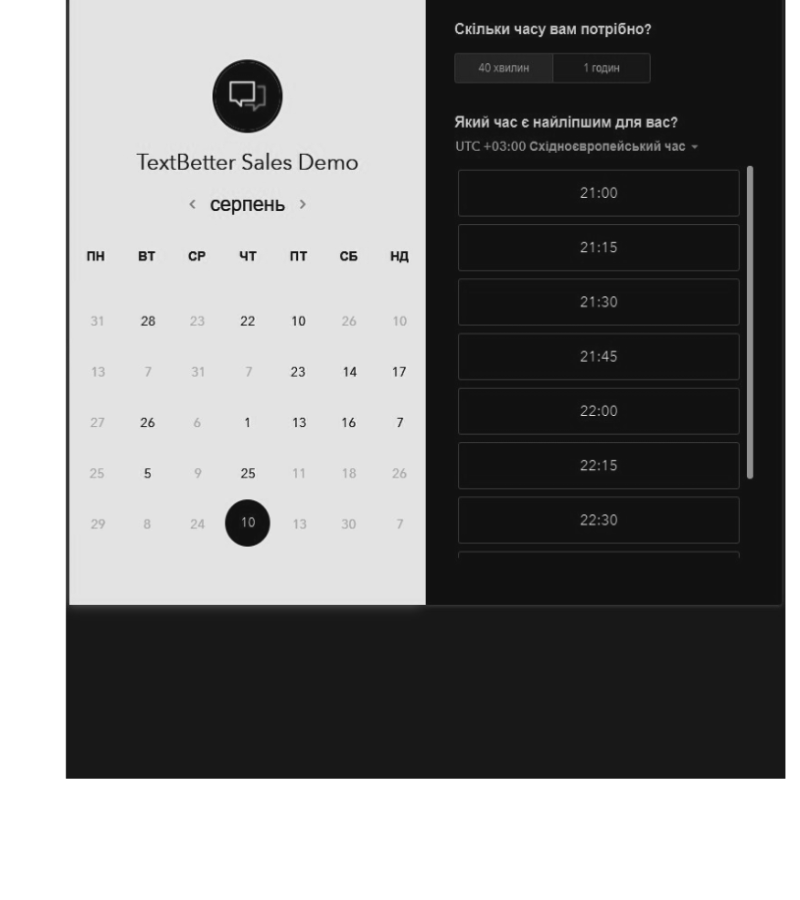 TextBetter Sales Demo
серпень
ПН ВТ СР ЧТ ПТ СБ НД
31 28 23 22 10 26 10
13 7 31 7 23 14 17
27 26 6 1 13 16 7
25 5 9 25 11 18 26
29 8 24 10 13 30 7
Скільки часу вам потрібно?
40 хвилин 1 годин
Який час є найліпшим для вас?
UTC +03:00 Східноєвропейський час
21:00
21:15
21:30
21:45
22:00
22:15
22:30